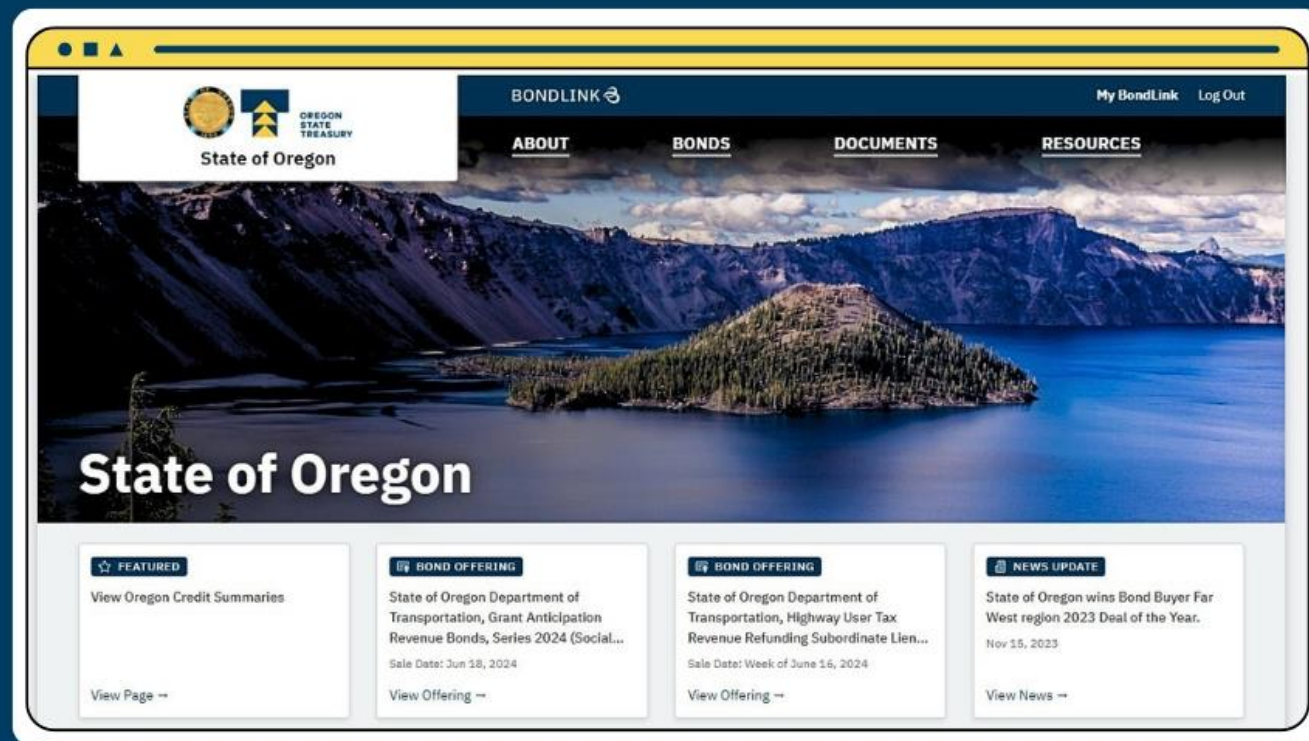 OREGON
STATE
TREASURY
State of Oregon
BONDLINK
My BondLink Log Out
ABOUT BONDS DOCUMENTS RESOURCES
State of Oregon
FEATURED
View Oregon Credit Summaries
View Page →
BOND OFFERING
State of Oregon Department of
Transportation, Grant Anticipation
Revenue Bonds, Series 2024 (Social...
Sale Date: Jun 18, 2024
View Offering →
BOND OFFERING
State of Oregon Department of
Transportation, Highway User Tax
Revenue Refunding Subordinate Lien...
Sale Date: Week of June 16, 2024
View Offering →
NEWS UPDATE
State of Oregon wins Bond Buyer Far
West region 2023 Deal of the Year.
Nov 15, 2023
View News →